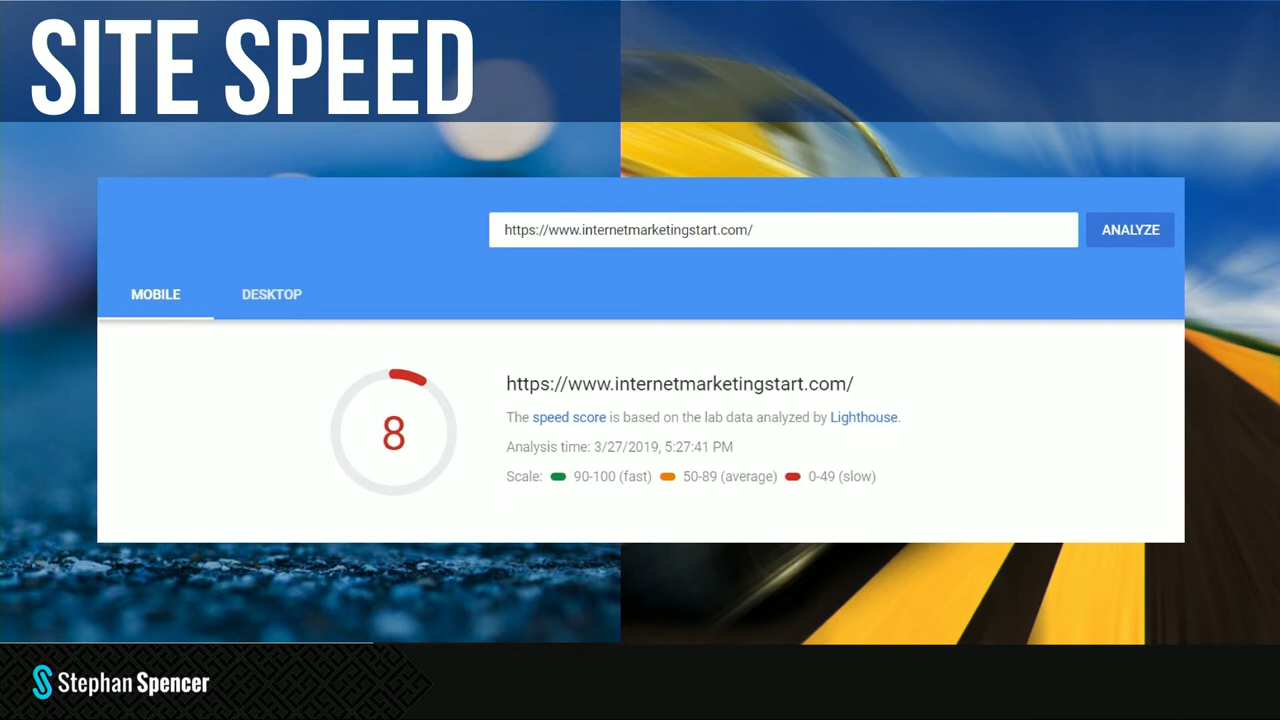 SITE SPEED
https://www.internetmarketingstart.com/
ANALYZE
MOBILE
DESKTOP
8
https://www.internetmarketingstart.com/
The speed score is based on the lab data analyzed by Lighthouse.
Analysis time: 3/27/2019, 5:27:41 PM
Scale: 90-100 (fast) 50-89 (average) 0-49 (slow)
Stephan Spencer